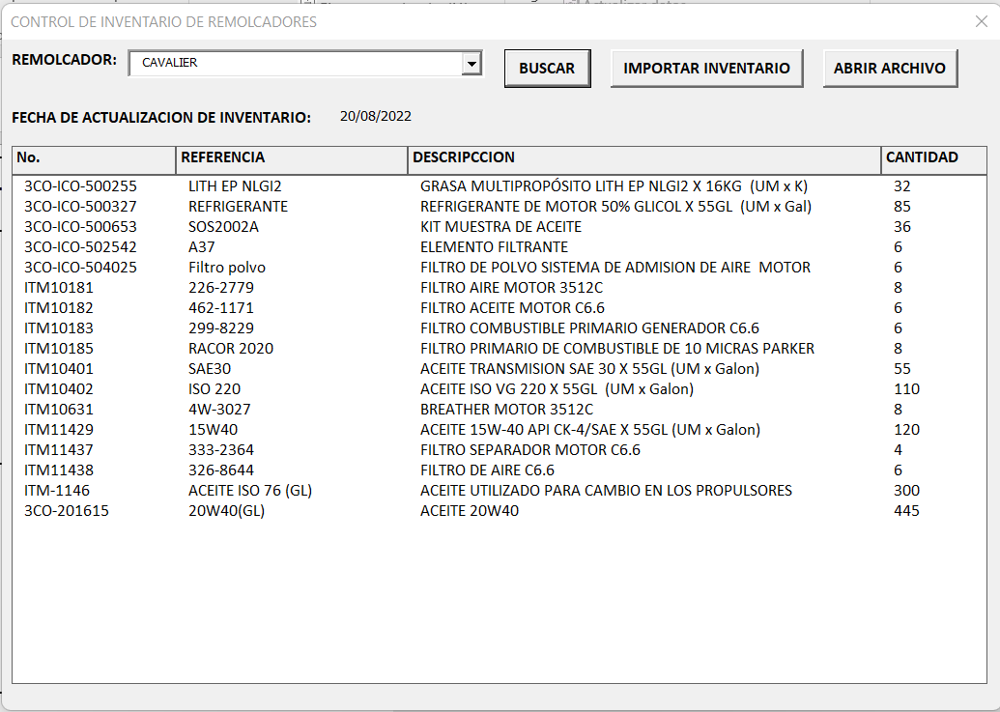 CONTROL DE INVENTARIO DE REMOLCADORES
REMOLCADOR: CAVALIER BUSCAR IMPORTAR INVENTARIO ABRIR ARCHIVO
FECHA DE ACTUALIZACION DE INVENTARIO: 20/08/2022
No. REFERENCIA DESCRIPCCION CANTIDAD
3CO-ICO-500255 LITH EP NLGI2 GRASA MULTIPROPÓSITO LITH EP NLGI2 X 16KG (UM x K) 32
3CO-ICO-500327 REFRIGERANTE REFRIGERANTE DE MOTOR 50% GLICOL X 55GL (UM x Gal) 85
3CO-ICO-500653 SOS2002A KIT MUESTRA DE ACEITE 36
3CO-ICO-502542 A37 ELEMENTO FILTRANTE 6
3CO-ICO-504025 Filtro polvo FILTRO DE POLVO SISTEMA DE ADMISION DE AIRE MOTOR 6
ITM10181 226-2779 FILTRO AIRE MOTOR 3512C 8
ITM10182 462-1171 FILTRO ACEITE MOTOR C6.6 6
ITM10183 299-8229 FILTRO COMBUSTIBLE PRIMARIO GENERADOR C6.6 6
ITM10185 RACOR 2020 FILTRO PRIMARIO DE COMBUSTIBLE DE 10 MICRAS PARKER 8
ITM10401 SAE30 ACEITE TRANSMISION SAE 30 X 55GL (UM x Galon) 55
ITM10402 ISO 220 ACEITE ISO VG 220 X 55GL (UM x Galon) 110
ITM10631 4W-3027 BREATHER MOTOR 3512C 8
ITM11429 15W40 ACEITE 15W-40 API CK-4/SAE X 55GL (UM x Galon) 120
ITM11437 333-2364 FILTRO SEPARADOR MOTOR C6.6 4
ITM11438 326-8644 FILTRO DE AIRE C6.6 6
ITM-1146 ACEITE ISO 76 (GL) ACEITE UTILIZADO PARA CAMBIO EN LOS PROPULSORES 300
3CO-201615 20W40(GL) ACEITE 20W40 445